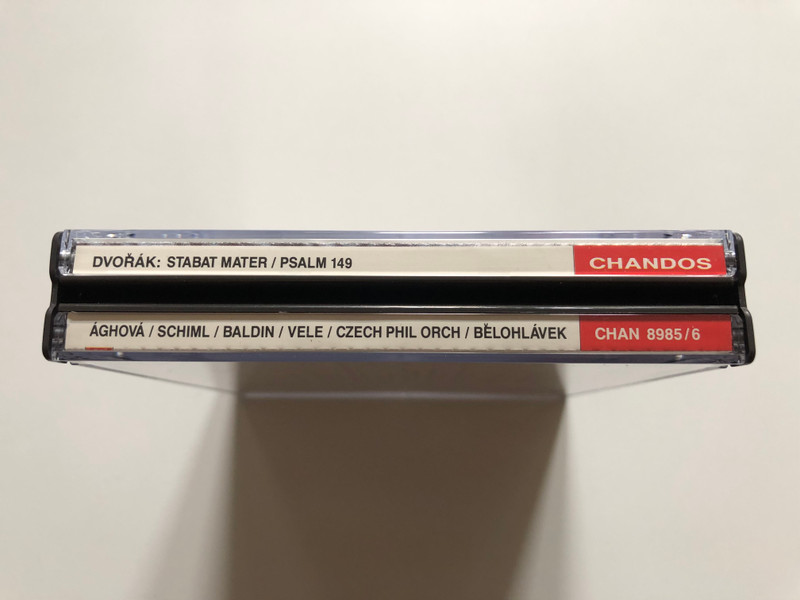 DVOŘÁK: STABAT MATER / PSALM 149 CHANDOS
ÁGHOVÁ / SCHIML / BALDIN / VELE / CZECH PHIL ORCH / BĚLOHLÁVEK CHAN 8985/6